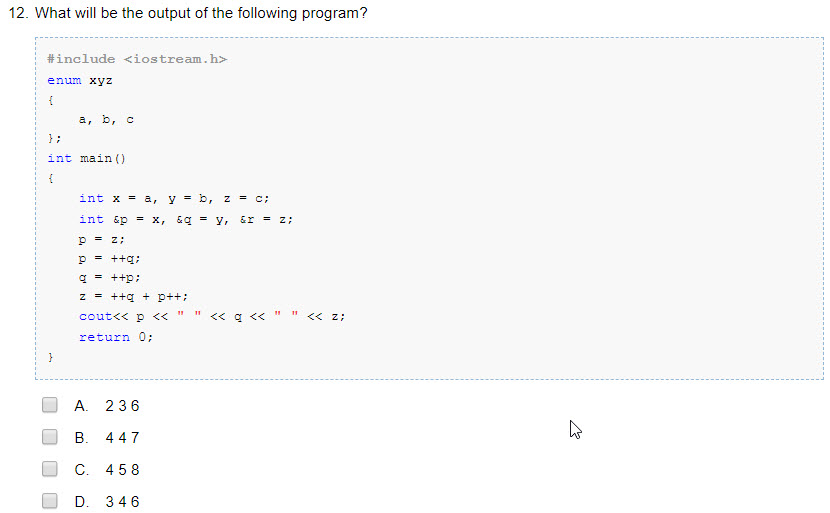 12. What will be the output of the following program?
#include <iostream.h>
enum xyz
{
    a, b, c
};
int main()
{
    int x = a, y = b, z = c;
    int &p = x, &q = y, &r = z;
    p = z;
    p = ++q;
    q = ++p;
    z = ++q + p++;
    cout<< p << " " << q << " " << z;
    return 0;
}
A. 2 3 6
B. 4 4 7
C. 4 5 8
D. 3 4 6